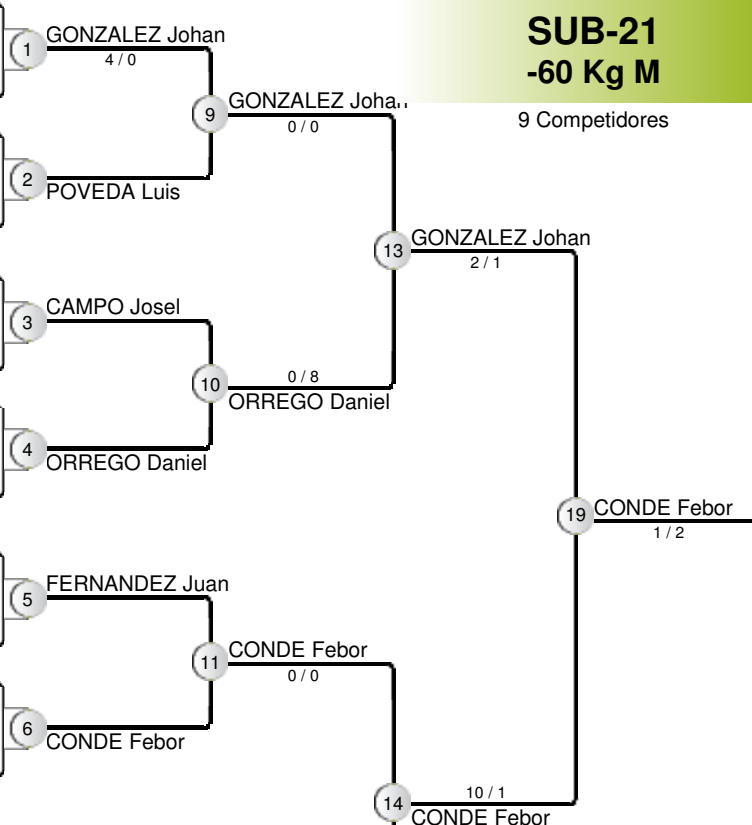 SUB-21
-60 Kg M
9 Competidores
1
GONZALEZ Johan
4 / 0
9
GONZALEZ Johan
0 / 0
2
POVEDA Luis
13
GONZALEZ Johan
2 / 1
3
CAMPO Josel
10
0 / 8
ORREGO Daniel
4
ORREGO Daniel
19
CONDE Febor
1 / 2
5
FERNANDEZ Juan
11
CONDE Febor
0 / 0
6
CONDE Febor
14
10 / 1
CONDE Febor